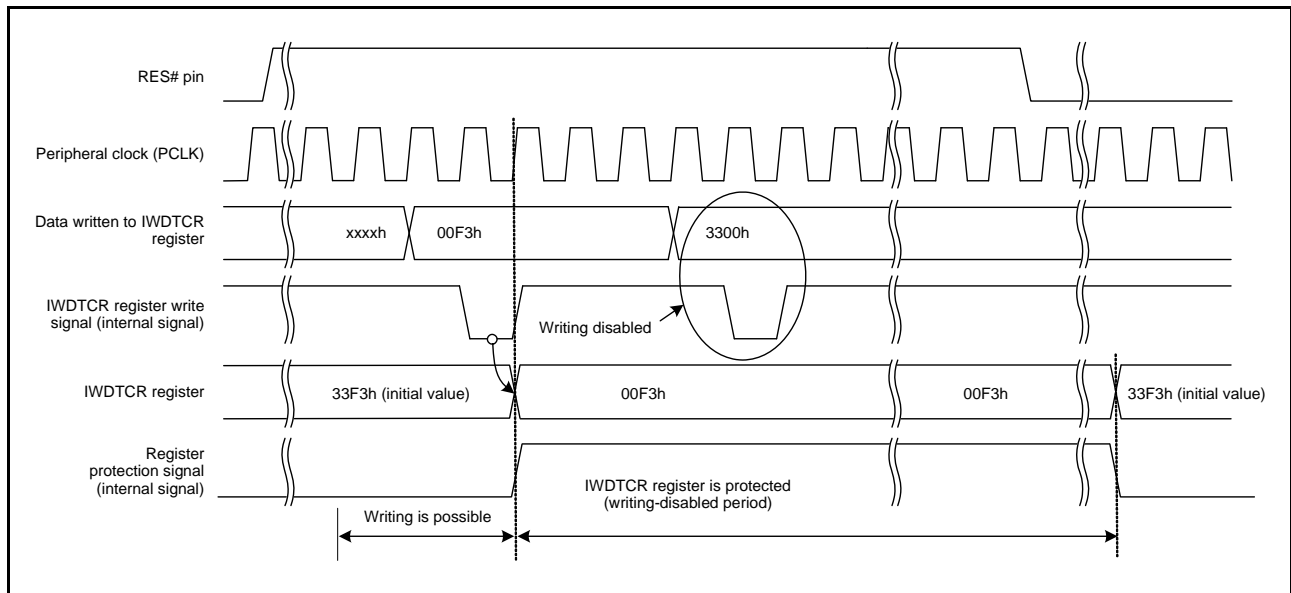 RES# pin
Peripheral clock (PCLK)
Data written to IWDTCR
register
xxxxh
00F3h
3300h
IWDTCR register write
signal (internal signal)
Writing disabled
IWDTCR register
33F3h (initial value)
00F3h
00F3h
33F3h (initial value)
Register
protection signal
(internal signal)
IWDTCR register is protected
(writing-disabled period)
Writing is possible